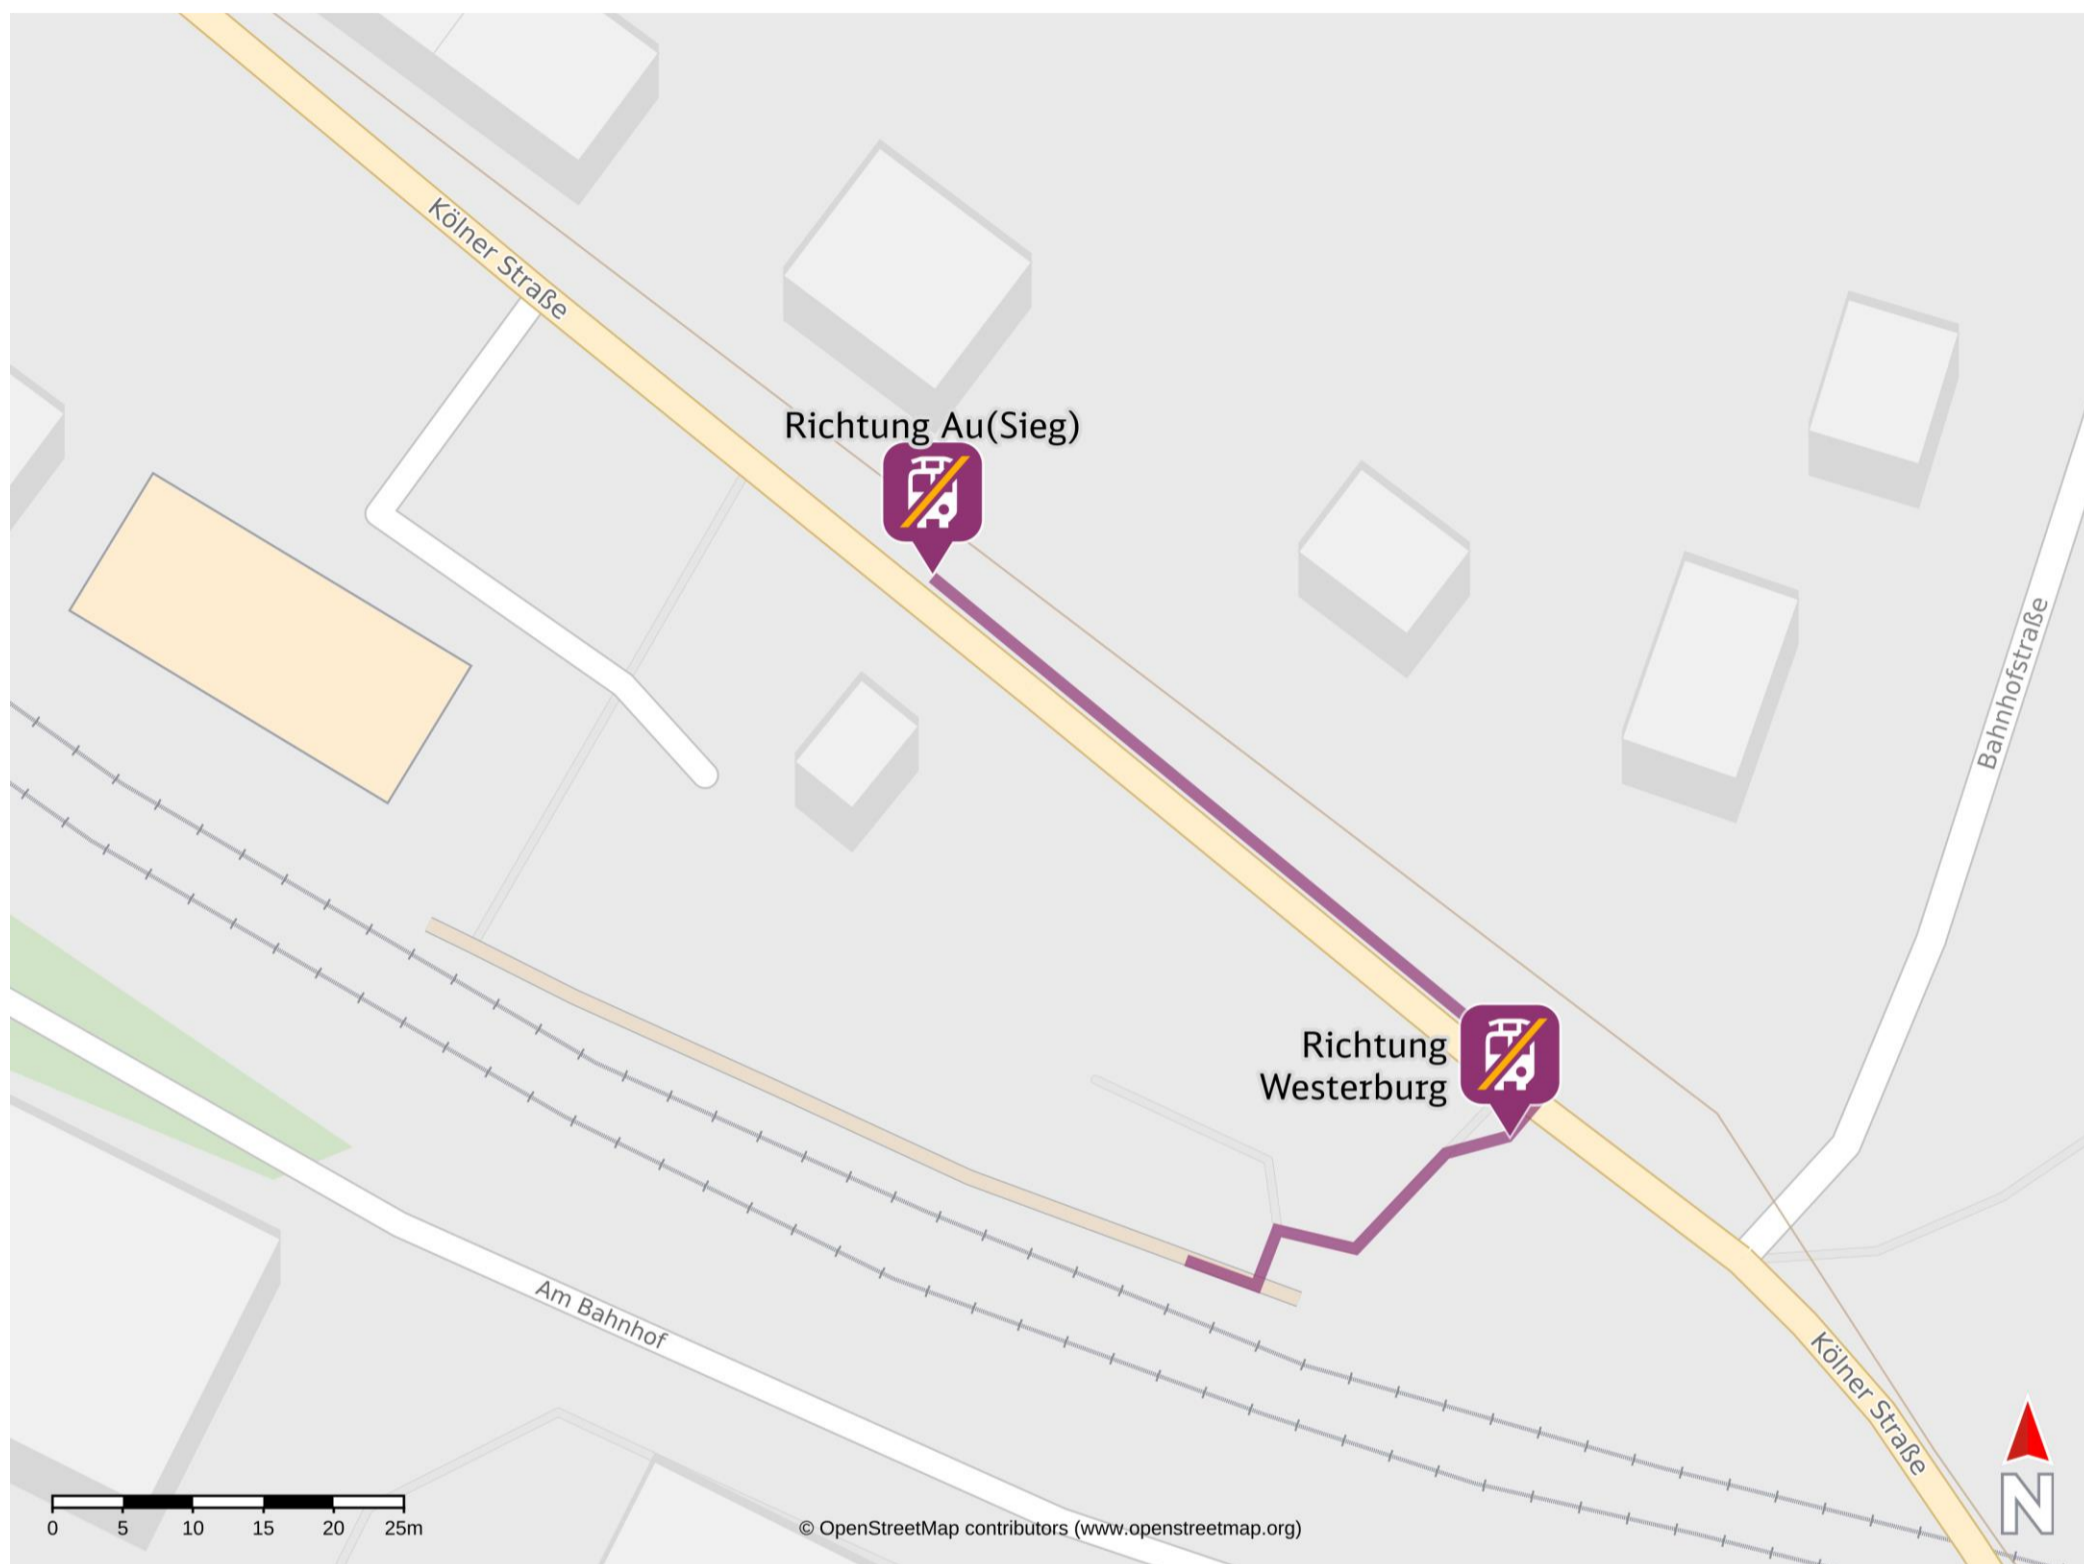 Kölner Straße
Richtung Au(Sieg)
Bahnhofstraße
Richtung
Westerburg
Am Bahnhof
Kölner Straße
N
0 5 10 15 20 25m
© OpenStreetMap contributors (www.openstreetmap.org)